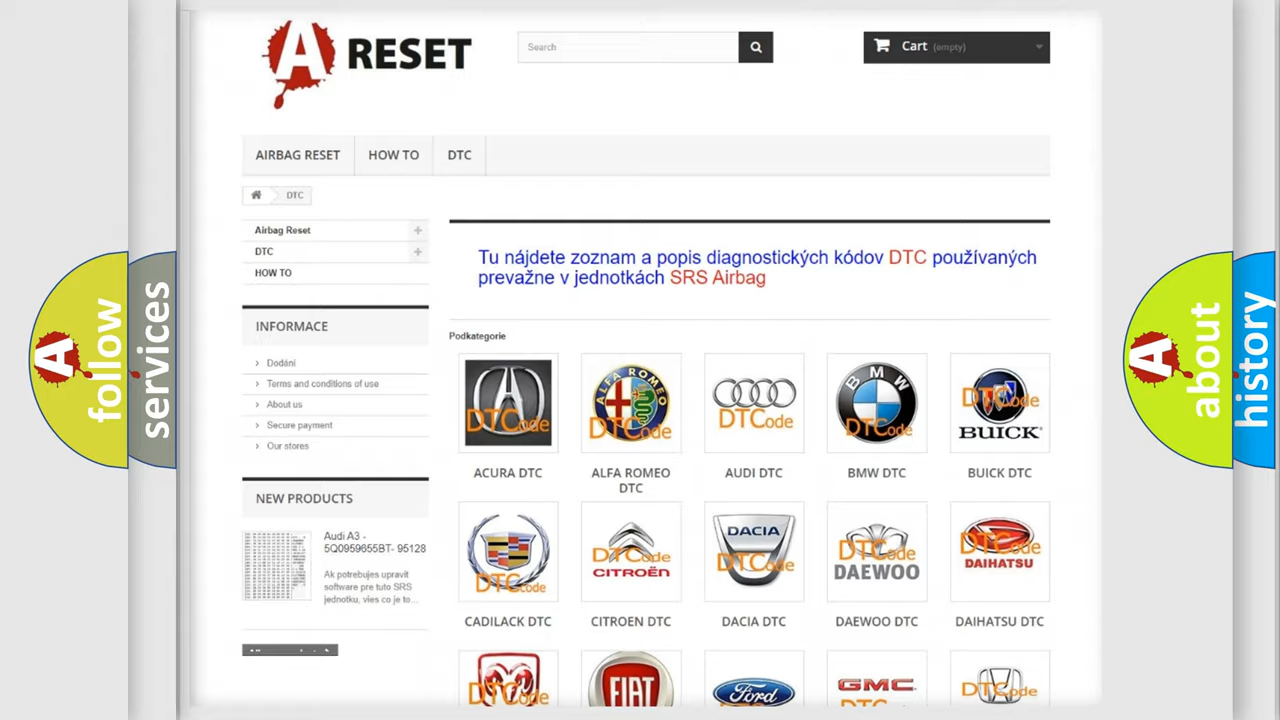 A RESET
Search
Cart (empty)
AIRBAG RESET
HOW TO
DTC
DTC
Airbag Reset
DTC
HOW TO
INFORMACE
Dodání
Terms and conditions of use
About us
Secure payment
Our stores
NEW PRODUCTS
Audi A3 -
5Q0959655BT- 95128
Ak potrebujes upravit
software pre tuto SRS
jednotku, vies co je to...
Tu nájdete zoznam a popis diagnostických kódov DTC používaných
prevažne v jednotkách SRS Airbag
Podkategorie
DTCode
ALFA ROMEO
DTCode
DTCode
BMW
DTCode
DTCode
BUICK
ACURA DTC
ALFA ROMEO
DTC
AUDI DTC
BMW DTC
BUICK DTC
DTCode
DTCode
CITROËN
DACIA
DTCode
DTCode
DAEWOO
DTCode
DAIHATSU
CADILACK DTC
CITROEN DTC
DACIA DTC
DAEWOO DTC
DAIHATSU DTC
DTCode
FIAT
Ford
GMC
DTCode
A
follow
services
A
about
history